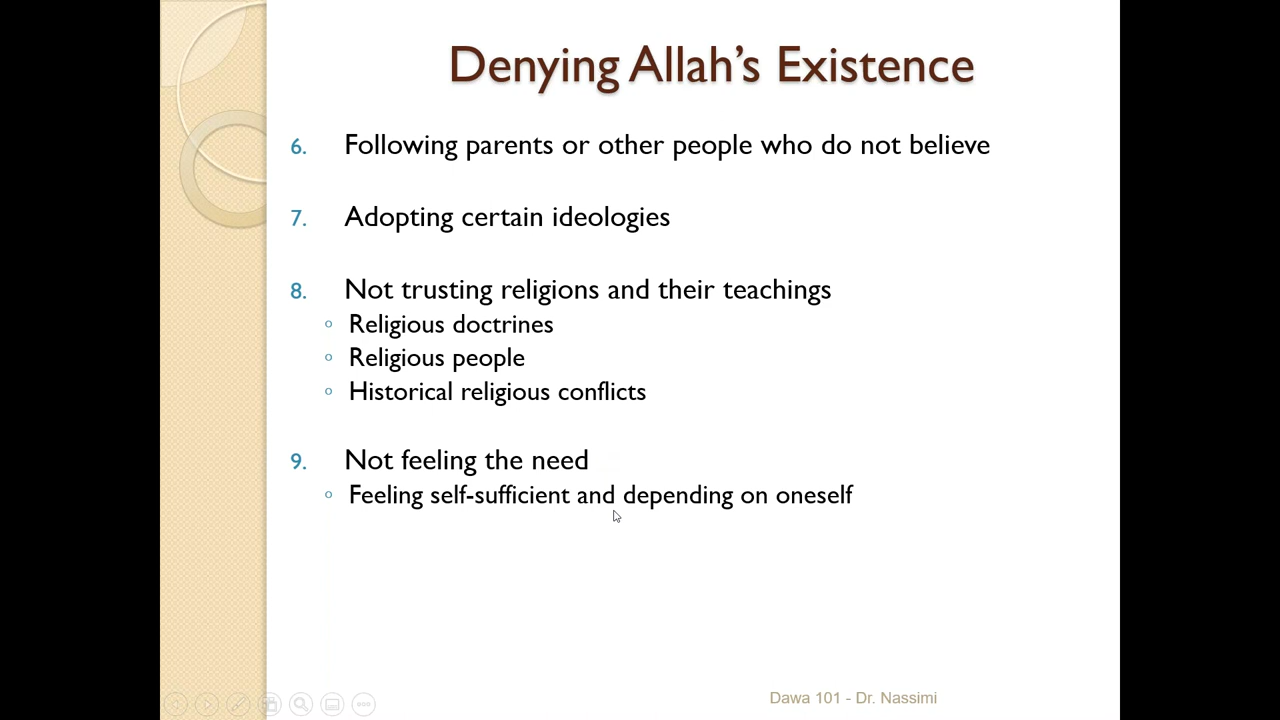 Denying Allah's Existence
6. Following parents or other people who do not believe
7. Adopting certain ideologies
8. Not trusting religions and their teachings
◦ Religious doctrines
◦ Religious people
◦ Historical religious conflicts
9. Not feeling the need
◦ Feeling self-sufficient and depending on oneself
Dawa 101 - Dr. Nassimi